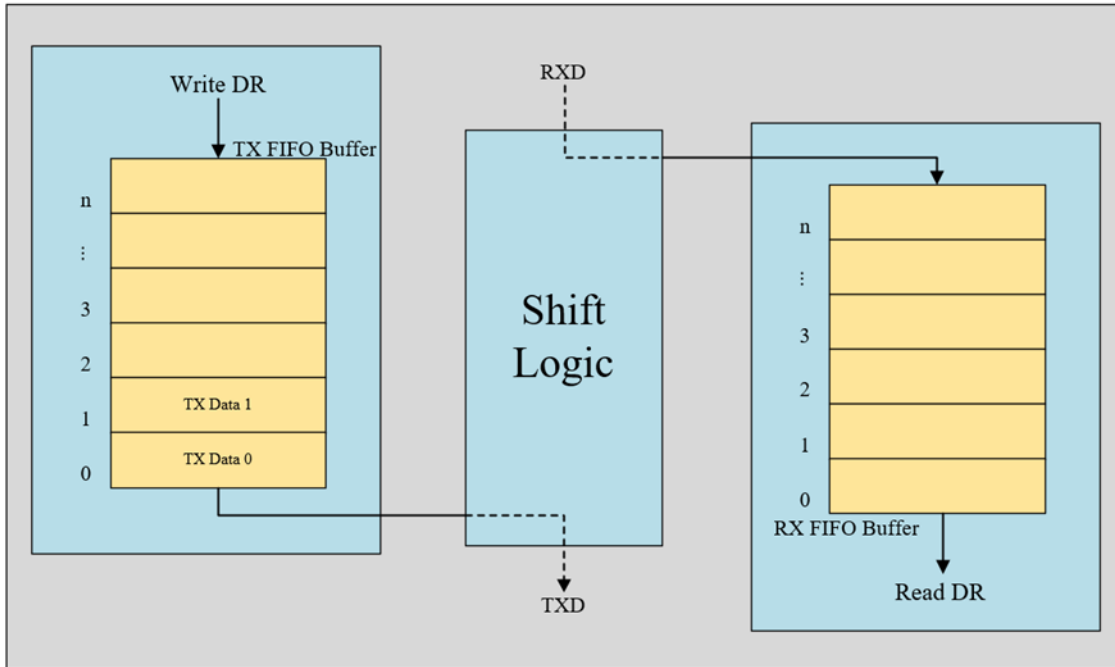 Write DR
TX FIFO Buffer
n
⋮
3
2
1
0
TX Data 1
TX Data 0
RXD
Shift
Logic
TXD
n
⋮
3
2
1
0
RX FIFO Buffer
Read DR